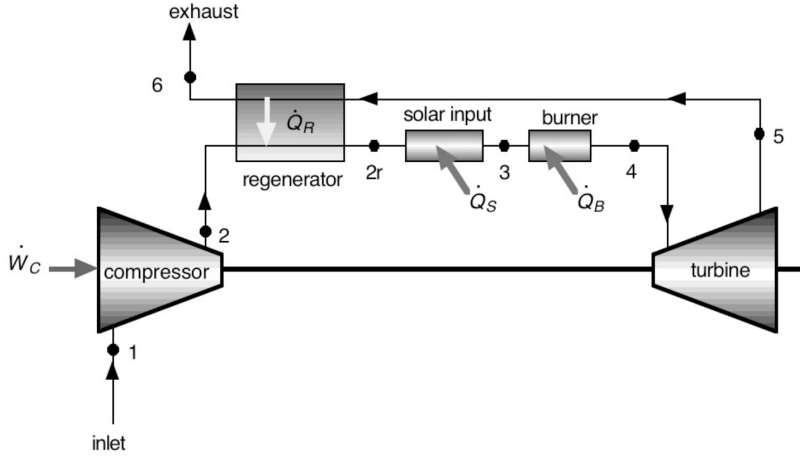 exhaust
6
Q̇R
solar input
burner
5
regenerator
2r
3
4
Q̇S
Q̇B
2
ẆC
compressor
turbine
1
inlet